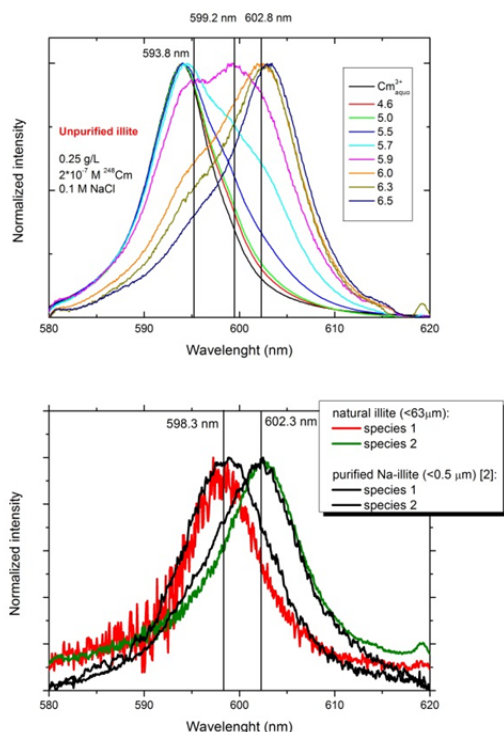 599.2 nm 602.8 nm
593.8 nm
Unpurified illite
0.25 g/L
2*10⁻⁷ M ²⁴⁸Cm
0.1 M NaCl
Cm³⁺aquo
4.6
5.0
5.5
5.7
5.9
6.0
6.3
6.5
Normalized intensity
580 590 600 610 620
Wavelenght (nm)
598.3 nm 602.3 nm
natural illite (<63μm):
species 1
species 2
purified Na-illite (<0.5 μm) [2]:
species 1
species 2
Normalized intensity
580 590 600 610 620
Wavelenght (nm)